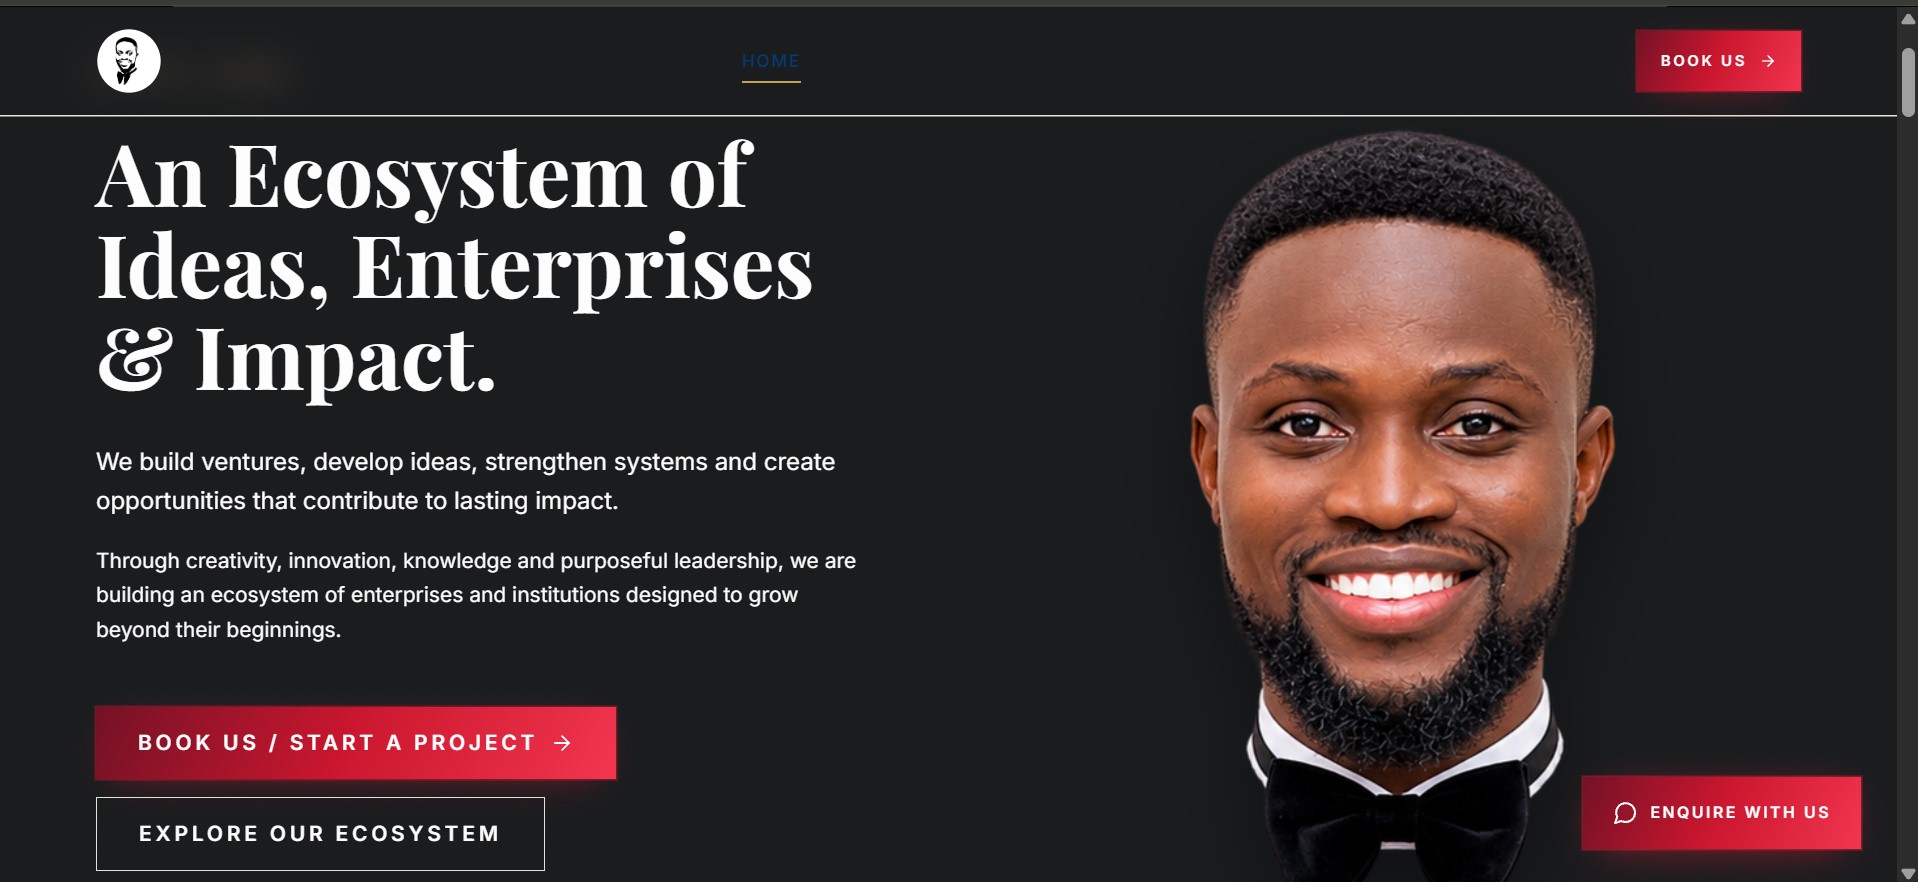 HOME
BOOK US →
An Ecosystem of
Ideas, Enterprises
& Impact.
We build ventures, develop ideas, strengthen systems and create
opportunities that contribute to lasting impact.
Through creativity, innovation, knowledge and purposeful leadership, we are
building an ecosystem of enterprises and institutions designed to grow
beyond their beginnings.
BOOK US / START A PROJECT →
EXPLORE OUR ECOSYSTEM
ENQUIRE WITH US